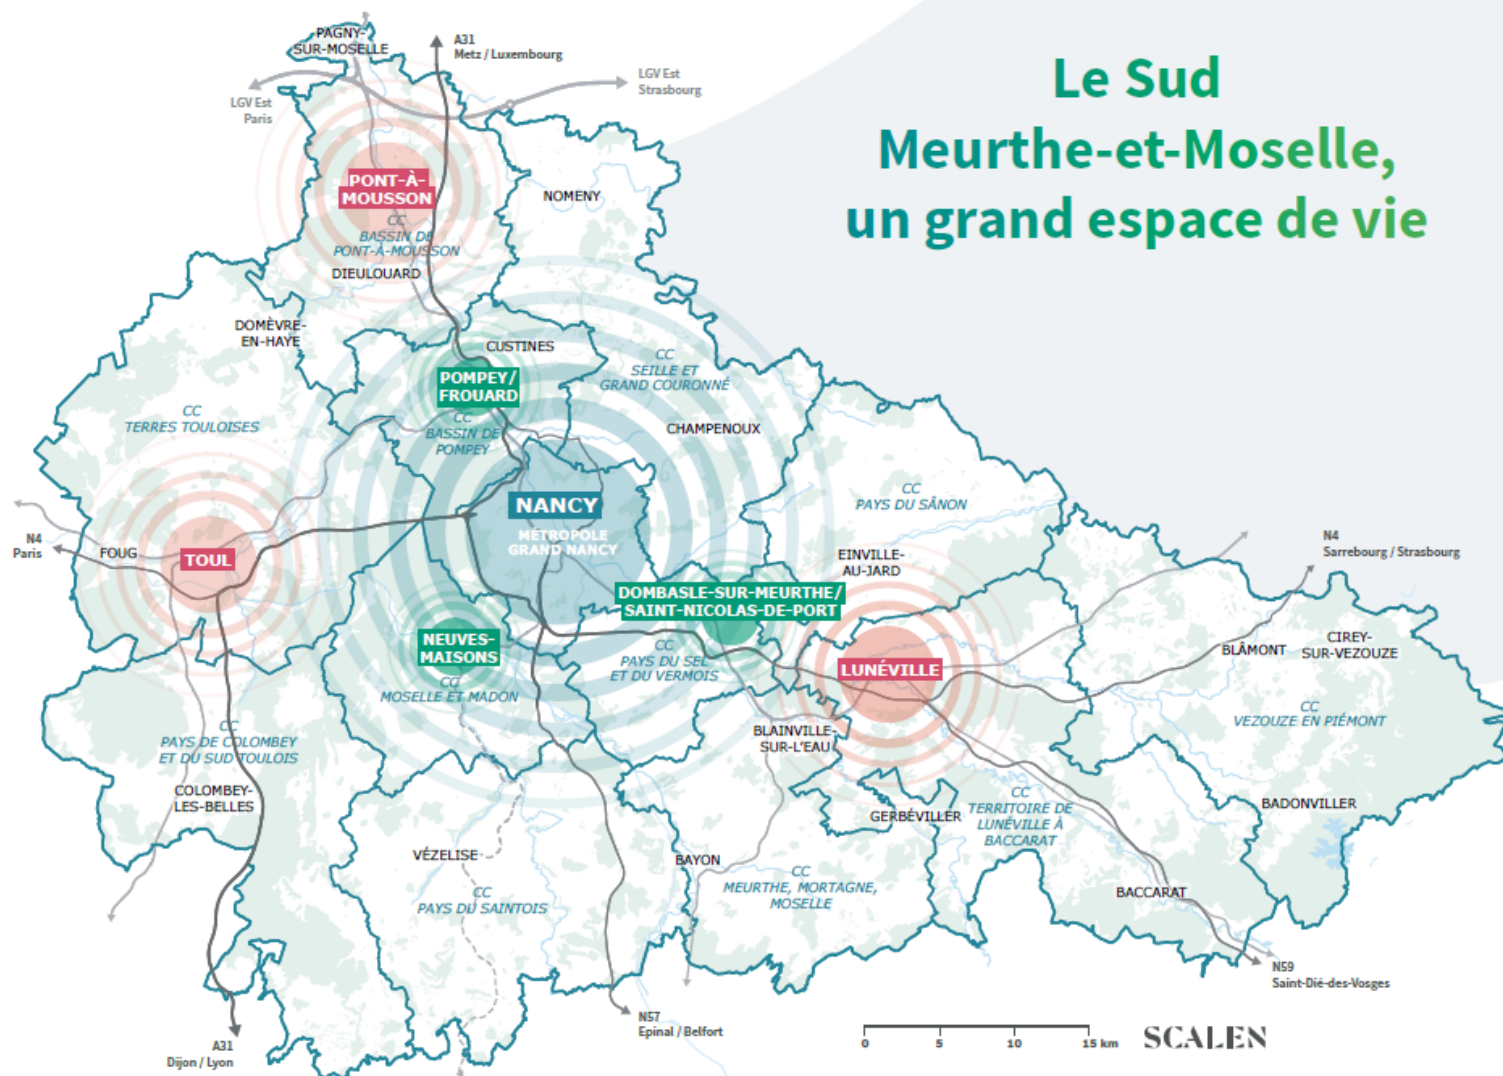 Le Sud
Meurthe-et-Moselle,
un grand espace de vie
PAGNY-
SUR-MOSELLE
A31
Metz / Luxembourg
LGV Est
Paris
LGV Est
Strasbourg
PONT-À-
MOUSSON
CC
BASSIN DE
PONT-À-MOUSSON
DIEULOUARD
NOMENY
DOMÈVRE-
EN-HAYE
CUSTINES
POMPEY/
FROUARD
CC
BASSIN DE
POMPEY
CC
SEILLE ET
GRAND COURONNÉ
CHAMPENOUX
CC
TERRES TOULOISES
NANCY
MÉTROPOLE
GRAND NANCY
CC
PAYS DU SÂNON
N4
Paris
FOUG
TOUL
EINVILLE-
AU-JARD
N4
Sarrebourg / Strasbourg
DOMBASLE-SUR-MEURTHE/
SAINT-NICOLAS-DE-PORT
NEUVES-
MAISONS
CC
MOSELLE ET MADON
CC
PAYS DU SEL
ET DU VERMOIS
LUNÉVILLE
BLÂMONT
CIREY-
SUR-VEZOUZE
CC
VEZOUZE EN PIÉMONT
CC
PAYS DE COLOMBEY
ET DU SUD TOULOIS
BLAINVILLE-
SUR-L'EAU
COLOMBEY-
LES-BELLES
GERBÉVILLER
CC
TERRITOIRE DE
LUNÉVILLE À
BACCARAT
BADONVILLER
VÉZELISE
BAYON
CC
PAYS DU SAINTOIS
CC
MEURTHE, MORTAGNE,
MOSELLE
BACCARAT
N59
Saint-Dié-des-Vosges
N57
Epinal / Belfort
A31
Dijon / Lyon
0 5 10 15 km
SCALEN